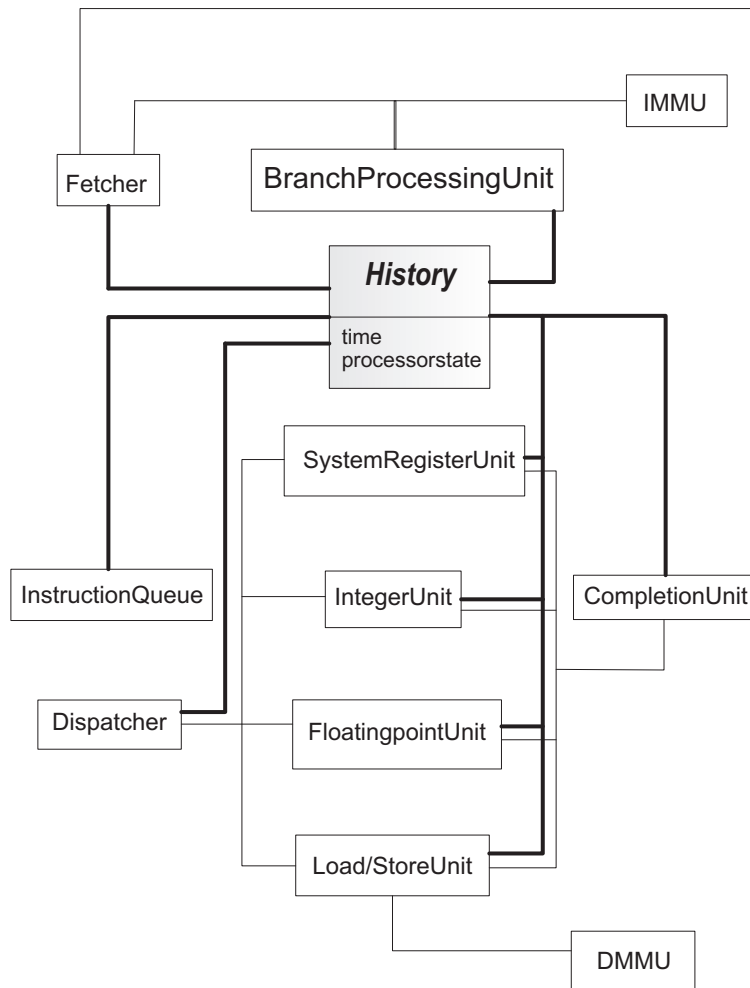 IMMU
Fetcher
BranchProcessingUnit
History
time
processorstate
SystemRegisterUnit
InstructionQueue
IntegerUnit
CompletionUnit
Dispatcher
FloatingpointUnit
Load/StoreUnit
DMMU